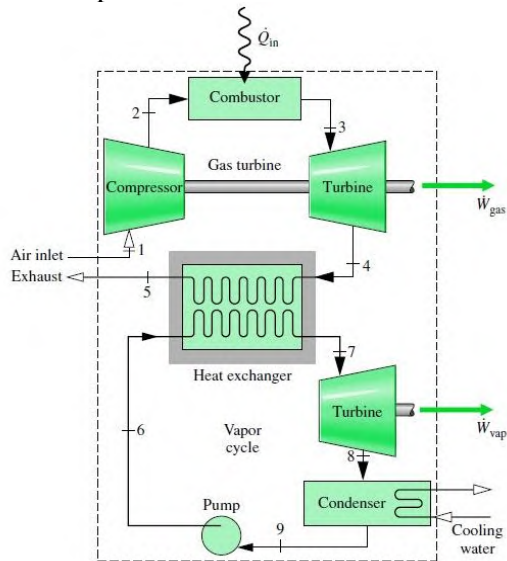 Q̇in
Combustor
2
3
Gas turbine
Compressor
Turbine
Ẇgas
1
Air inlet
Exhaust
5
4
Heat exchanger
7
Turbine
6
Vapor
cycle
Ẇvap
8
Condenser
Pump
9
Cooling
water